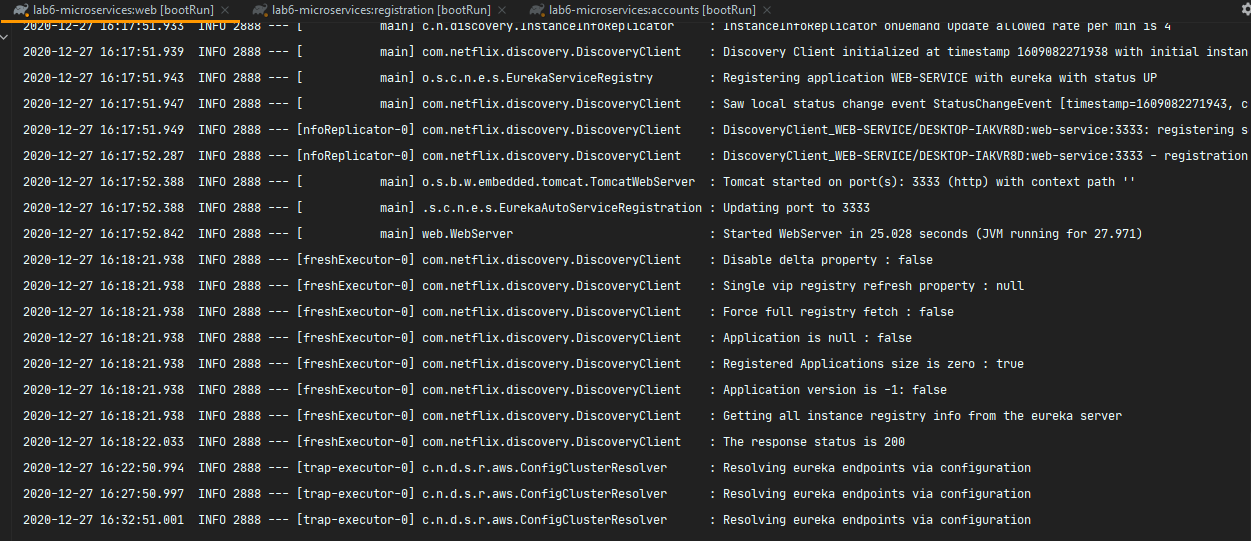 lab6-microservices:web [bootRun] lab6-microservices:registration [bootRun] lab6-microservices:accounts [bootRun]
2020-12-27 16:17:51.933 INFO 2888 --- [ main] c.n.discovery.InstanceInfoReplicator : InstanceInfoReplicator onDemand update allowed rate per min is 4
2020-12-27 16:17:51.939 INFO 2888 --- [ main] com.netflix.discovery.DiscoveryClient : Discovery Client initialized at timestamp 1609082271938 with initial instan
2020-12-27 16:17:51.943 INFO 2888 --- [ main] o.s.c.n.e.s.EurekaServiceRegistry : Registering application WEB-SERVICE with eureka with status UP
2020-12-27 16:17:51.947 INFO 2888 --- [ main] com.netflix.discovery.DiscoveryClient : Saw local status change event StatusChangeEvent [timestamp=1609082271943, c
2020-12-27 16:17:51.949 INFO 2888 --- [nfoReplicator-0] com.netflix.discovery.DiscoveryClient : DiscoveryClient_WEB-SERVICE/DESKTOP-IAKVR8D:web-service:3333: registering s
2020-12-27 16:17:52.287 INFO 2888 --- [nfoReplicator-0] com.netflix.discovery.DiscoveryClient : DiscoveryClient_WEB-SERVICE/DESKTOP-IAKVR8D:web-service:3333 - registration
2020-12-27 16:17:52.388 INFO 2888 --- [ main] o.s.b.w.embedded.tomcat.TomcatWebServer : Tomcat started on port(s): 3333 (http) with context path ''
2020-12-27 16:17:52.388 INFO 2888 --- [ main] .s.c.n.e.s.EurekaAutoServiceRegistration : Updating port to 3333
2020-12-27 16:17:52.842 INFO 2888 --- [ main] web.WebServer : Started WebServer in 25.028 seconds (JVM running for 27.971)
2020-12-27 16:18:21.938 INFO 2888 --- [freshExecutor-0] com.netflix.discovery.DiscoveryClient : Disable delta property : false
2020-12-27 16:18:21.938 INFO 2888 --- [freshExecutor-0] com.netflix.discovery.DiscoveryClient : Single vip registry refresh property : null
2020-12-27 16:18:21.938 INFO 2888 --- [freshExecutor-0] com.netflix.discovery.DiscoveryClient : Force full registry fetch : false
2020-12-27 16:18:21.938 INFO 2888 --- [freshExecutor-0] com.netflix.discovery.DiscoveryClient : Application is null : false
2020-12-27 16:18:21.938 INFO 2888 --- [freshExecutor-0] com.netflix.discovery.DiscoveryClient : Registered Applications size is zero : true
2020-12-27 16:18:21.938 INFO 2888 --- [freshExecutor-0] com.netflix.discovery.DiscoveryClient : Application version is -1: false
2020-12-27 16:18:21.938 INFO 2888 --- [freshExecutor-0] com.netflix.discovery.DiscoveryClient : Getting all instance registry info from the eureka server
2020-12-27 16:18:22.033 INFO 2888 --- [freshExecutor-0] com.netflix.discovery.DiscoveryClient : The response status is 200
2020-12-27 16:22:50.994 INFO 2888 --- [trap-executor-0] c.n.d.s.r.aws.ConfigClusterResolver : Resolving eureka endpoints via configuration
2020-12-27 16:27:50.997 INFO 2888 --- [trap-executor-0] c.n.d.s.r.aws.ConfigClusterResolver : Resolving eureka endpoints via configuration
2020-12-27 16:32:51.001 INFO 2888 --- [trap-executor-0] c.n.d.s.r.aws.ConfigClusterResolver : Resolving eureka endpoints via configuration